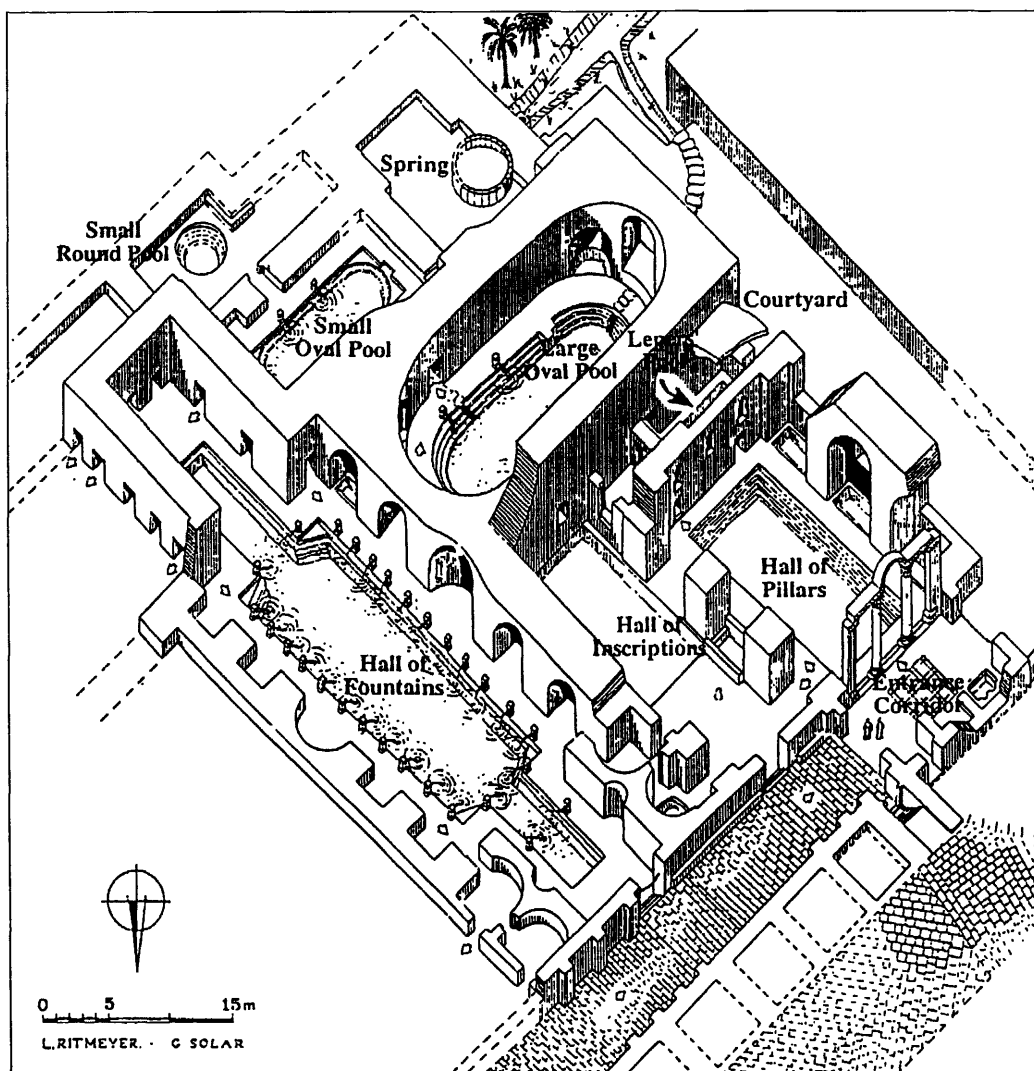 Spring
Small
Round Pool
Small
Oval Pool
Courtyard
Large
Oval Pool
Hall of
Pillars
Hall of
Inscriptions
Hall of
Fountains
Entrance
Corridor
0 5 15m
L.RITMEYER. · G SOLAR